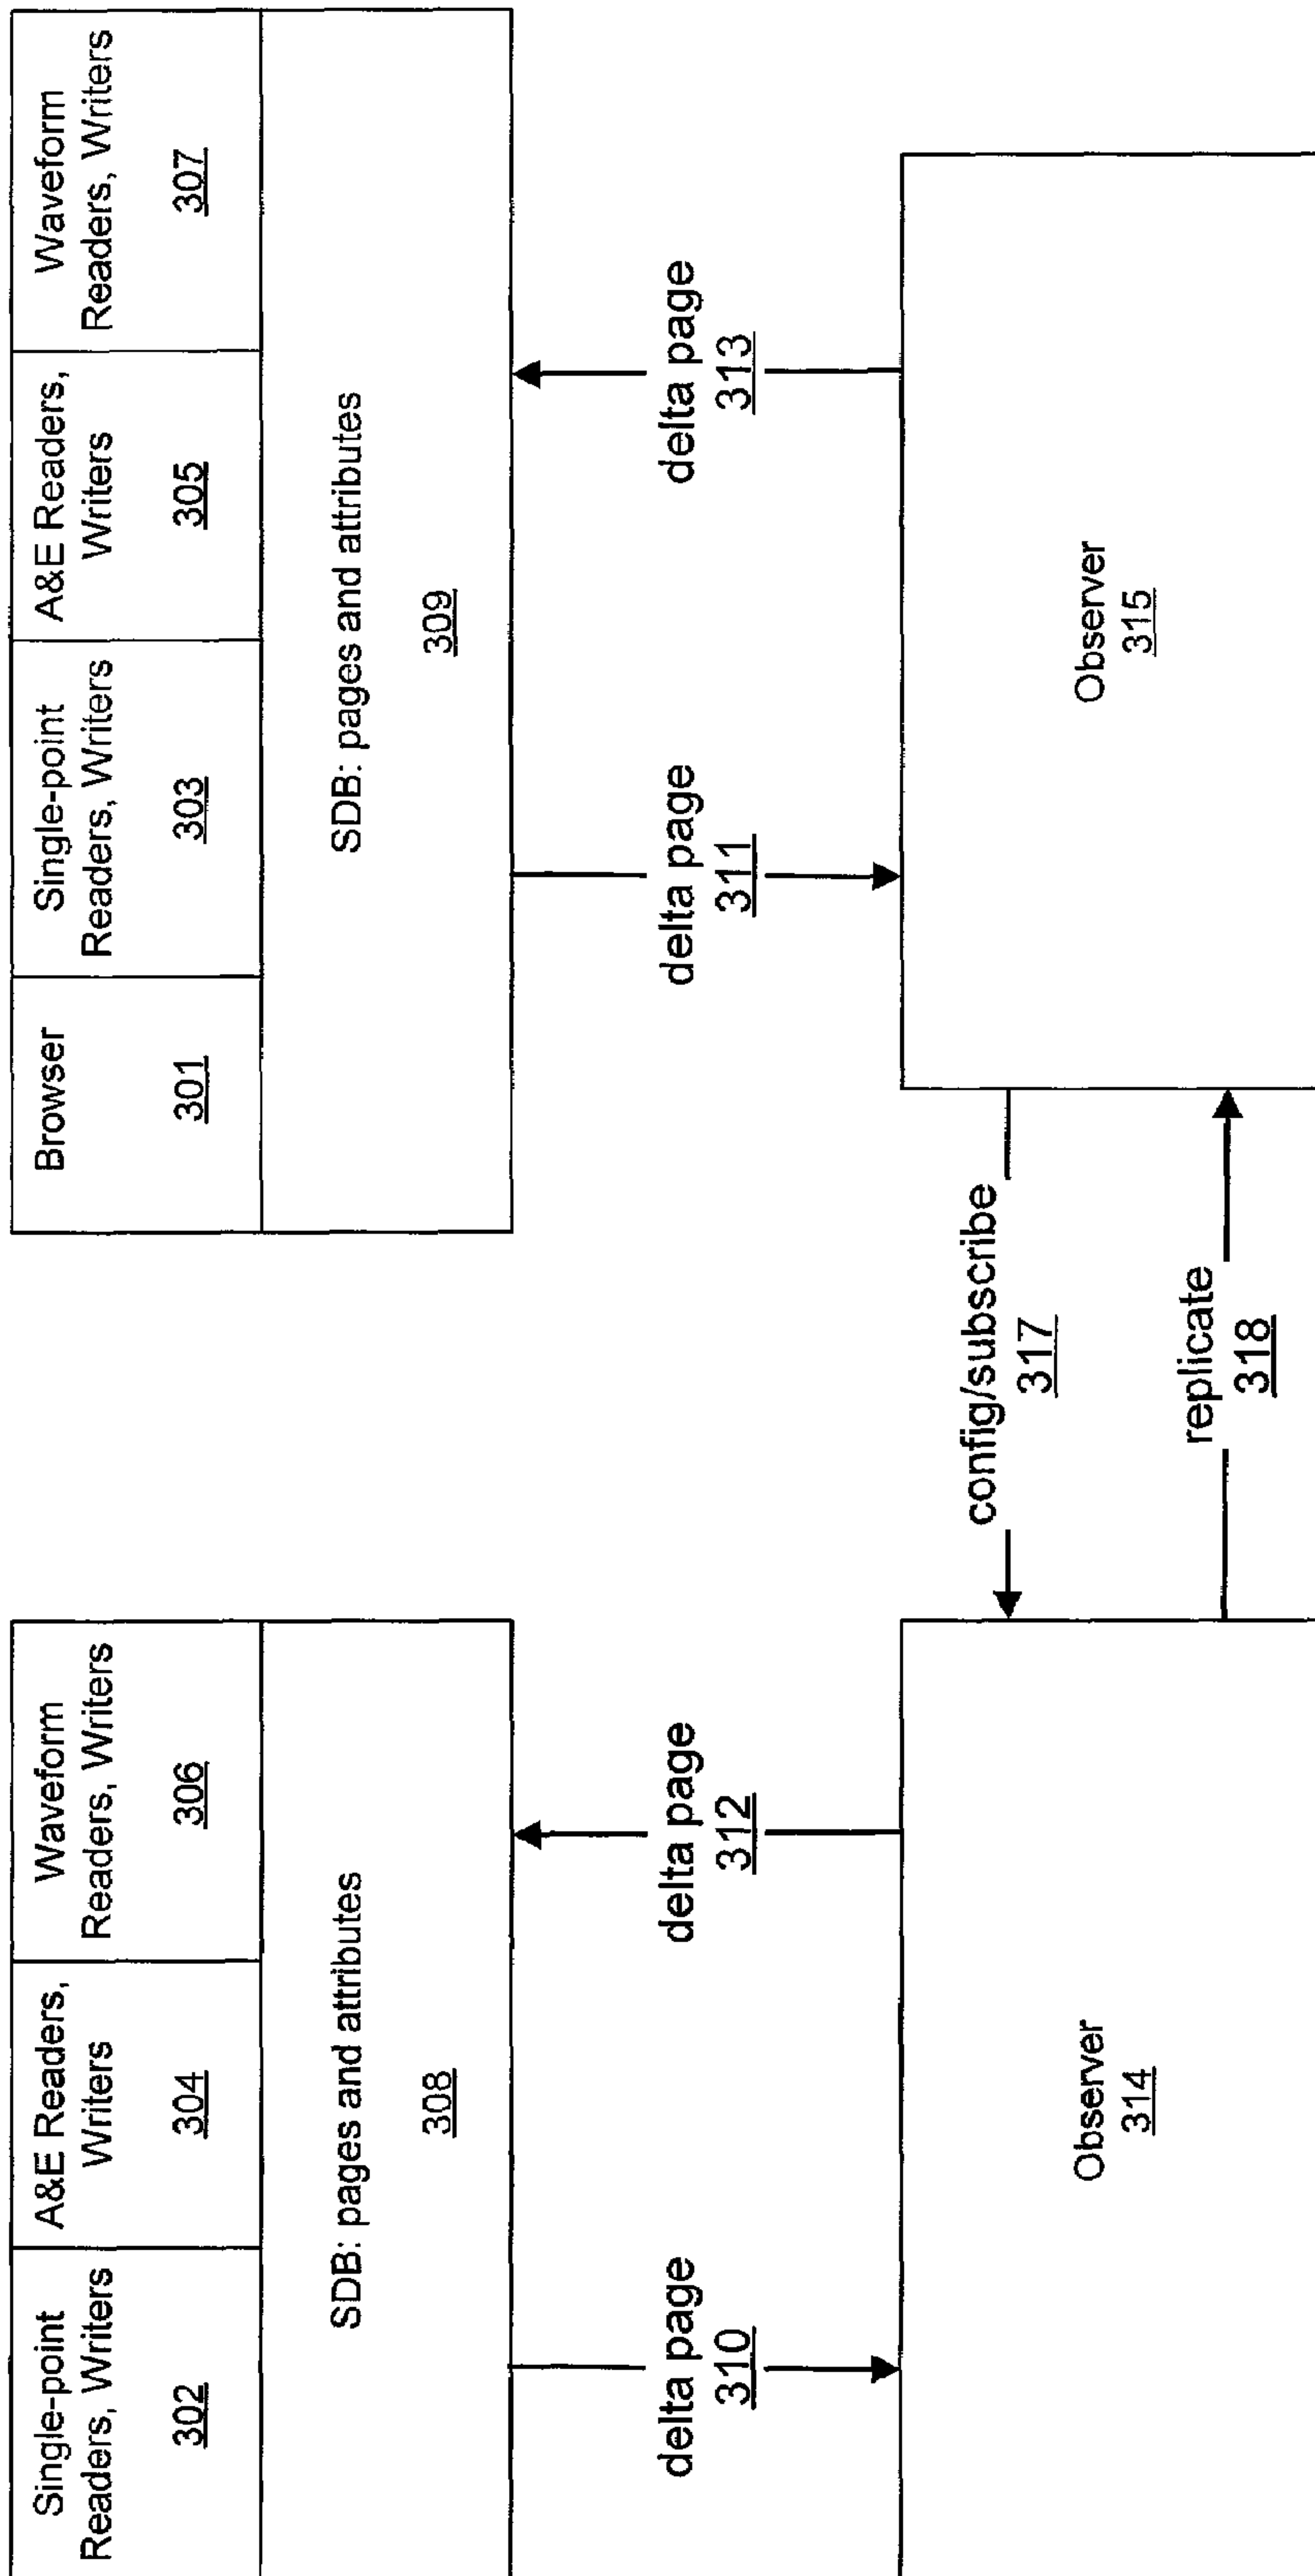 Single-point
Readers, Writers
302
A&E Readers,
Writers
304
Waveform
Readers, Writers
306
SDB: pages and attributes
308
delta page
310
delta page
312
Observer
314
config/subscribe
317
replicate
318
Browser
301
Single-point
Readers, Writers
303
A&E Readers,
Writers
305
Waveform
Readers, Writers
307
SDB: pages and attributes
309
delta page
311
delta page
313
Observer
315